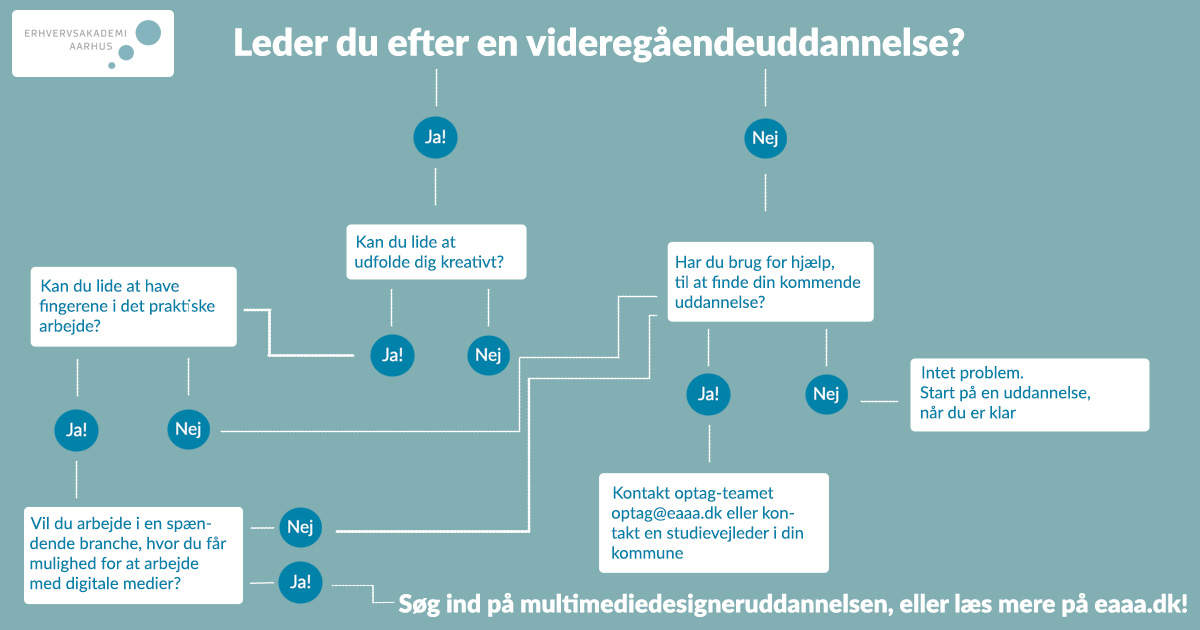 ERHVERVSAKADEMI
AARHUS
Leder du efter en videregåendeuddannelse?
Ja!
Nej
Kan du lide at
udfolde dig kreativt?
Ja!
Nej
Kan du lide at have
fingerene i det praktiske
arbejde?
Ja!
Nej
Vil du arbejde i en spæn-
dende branche, hvor du får
mulighed for at arbejde
med digitale medier?
Nej
Ja!
Har du brug for hjælp,
til at finde din kommende
uddannelse?
Ja!
Nej
Intet problem.
Start på en uddannelse,
når du er klar
Kontakt optag-teamet
optag@eaaa.dk eller kon-
takt en studievejleder i din
kommune
Søg ind på multimediedesigneruddannelsen, eller læs mere på eaaa.dk!